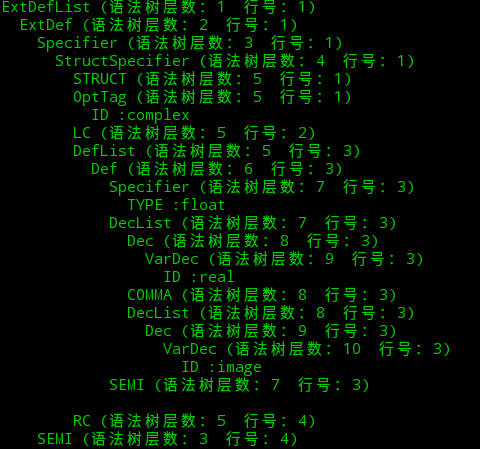 ExtDefList (语法树层数: 1 行号: 1)
ExtDef (语法树层数: 2 行号: 1)
Specifier (语法树层数: 3 行号: 1)
StructSpecifier (语法树层数: 4 行号: 1)
STRUCT (语法树层数: 5 行号: 1)
OptTag (语法树层数: 5 行号: 1)
ID :complex
LC (语法树层数: 5 行号: 2)
DefList (语法树层数: 5 行号: 3)
Def (语法树层数: 6 行号: 3)
Specifier (语法树层数: 7 行号: 3)
TYPE :float
DecList (语法树层数: 7 行号: 3)
Dec (语法树层数: 8 行号: 3)
VarDec (语法树层数: 9 行号: 3)
ID :real
COMMA (语法树层数: 8 行号: 3)
DecList (语法树层数: 8 行号: 3)
Dec (语法树层数: 9 行号: 3)
VarDec (语法树层数: 10 行号: 3)
ID :image
SEMI (语法树层数: 7 行号: 3)
RC (语法树层数: 5 行号: 4)
SEMI (语法树层数: 3 行号: 4)